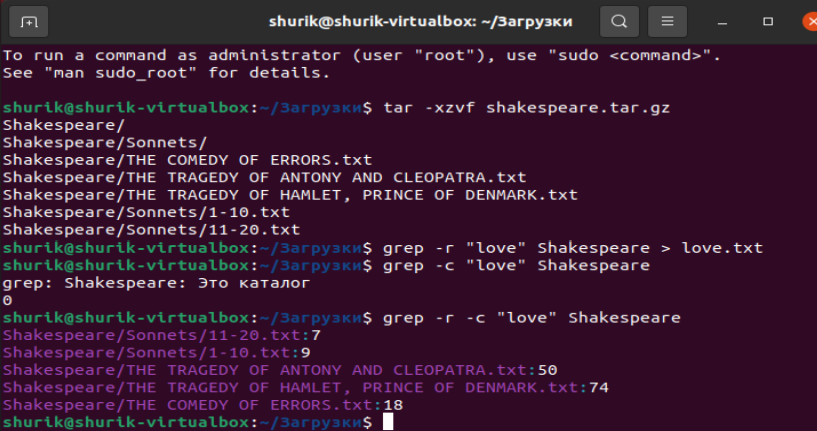 shurik@shurik-virtualbox: ~/Загрузки
To run a command as administrator (user "root"), use "sudo <command>".
See "man sudo_root" for details.
shurik@shurik-virtualbox:~/Загрузки$ tar -xzvf shakespeare.tar.gz
Shakespeare/
Shakespeare/Sonnets/
Shakespeare/THE COMEDY OF ERRORS.txt
Shakespeare/THE TRAGEDY OF ANTONY AND CLEOPATRA.txt
Shakespeare/THE TRAGEDY OF HAMLET, PRINCE OF DENMARK.txt
Shakespeare/Sonnets/1-10.txt
Shakespeare/Sonnets/11-20.txt
shurik@shurik-virtualbox:~/Загрузки$ grep -r "love" Shakespeare > love.txt
shurik@shurik-virtualbox:~/Загрузки$ grep -c "love" Shakespeare
grep: Shakespeare: Это каталог
0
shurik@shurik-virtualbox:~/Загрузки$ grep -r -c "love" Shakespeare
Shakespeare/Sonnets/11-20.txt:7
Shakespeare/Sonnets/1-10.txt:9
Shakespeare/THE TRAGEDY OF ANTONY AND CLEOPATRA.txt:50
Shakespeare/THE TRAGEDY OF HAMLET, PRINCE OF DENMARK.txt:74
Shakespeare/THE COMEDY OF ERRORS.txt:18
shurik@shurik-virtualbox:~/Загрузки$